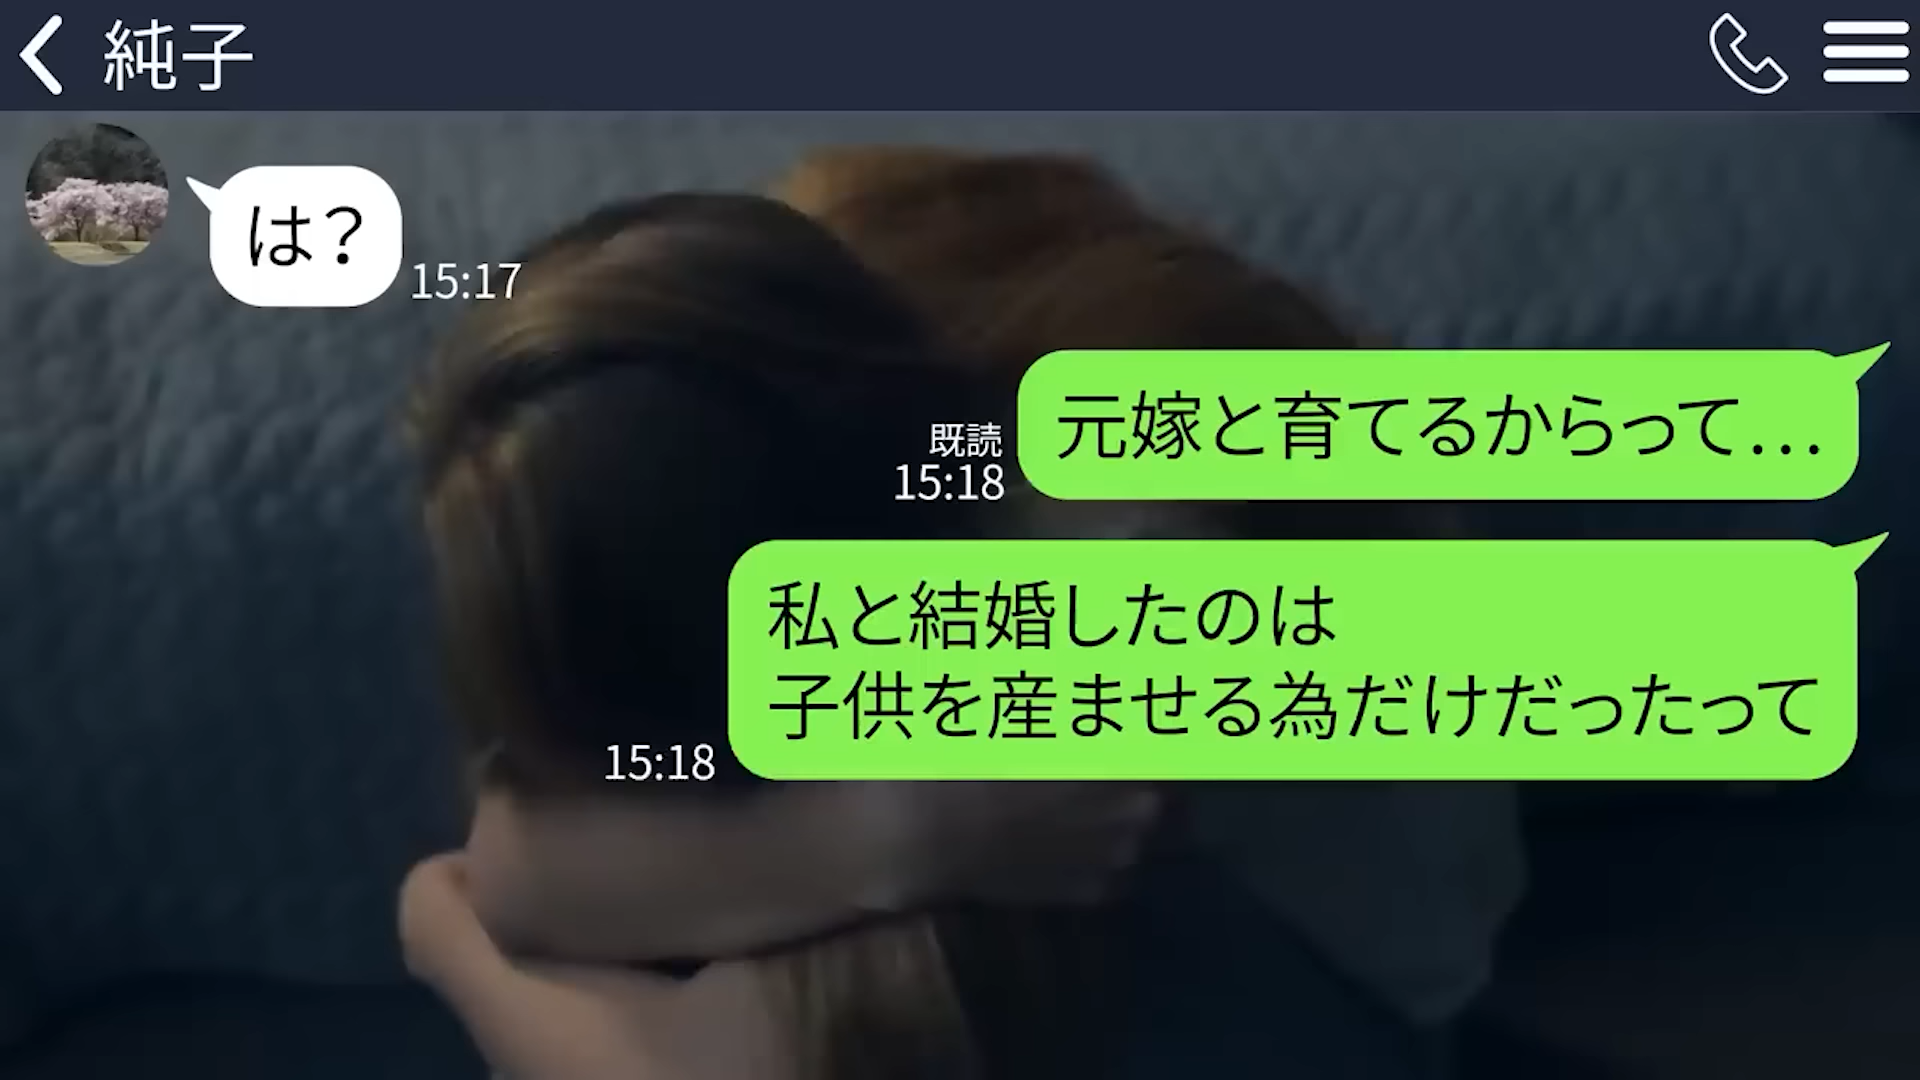 純子
は?
15:17
元嫁と育てるからって...
既読
15:18
私と結婚したのは
子供を産ませる為だけだったって
15:18